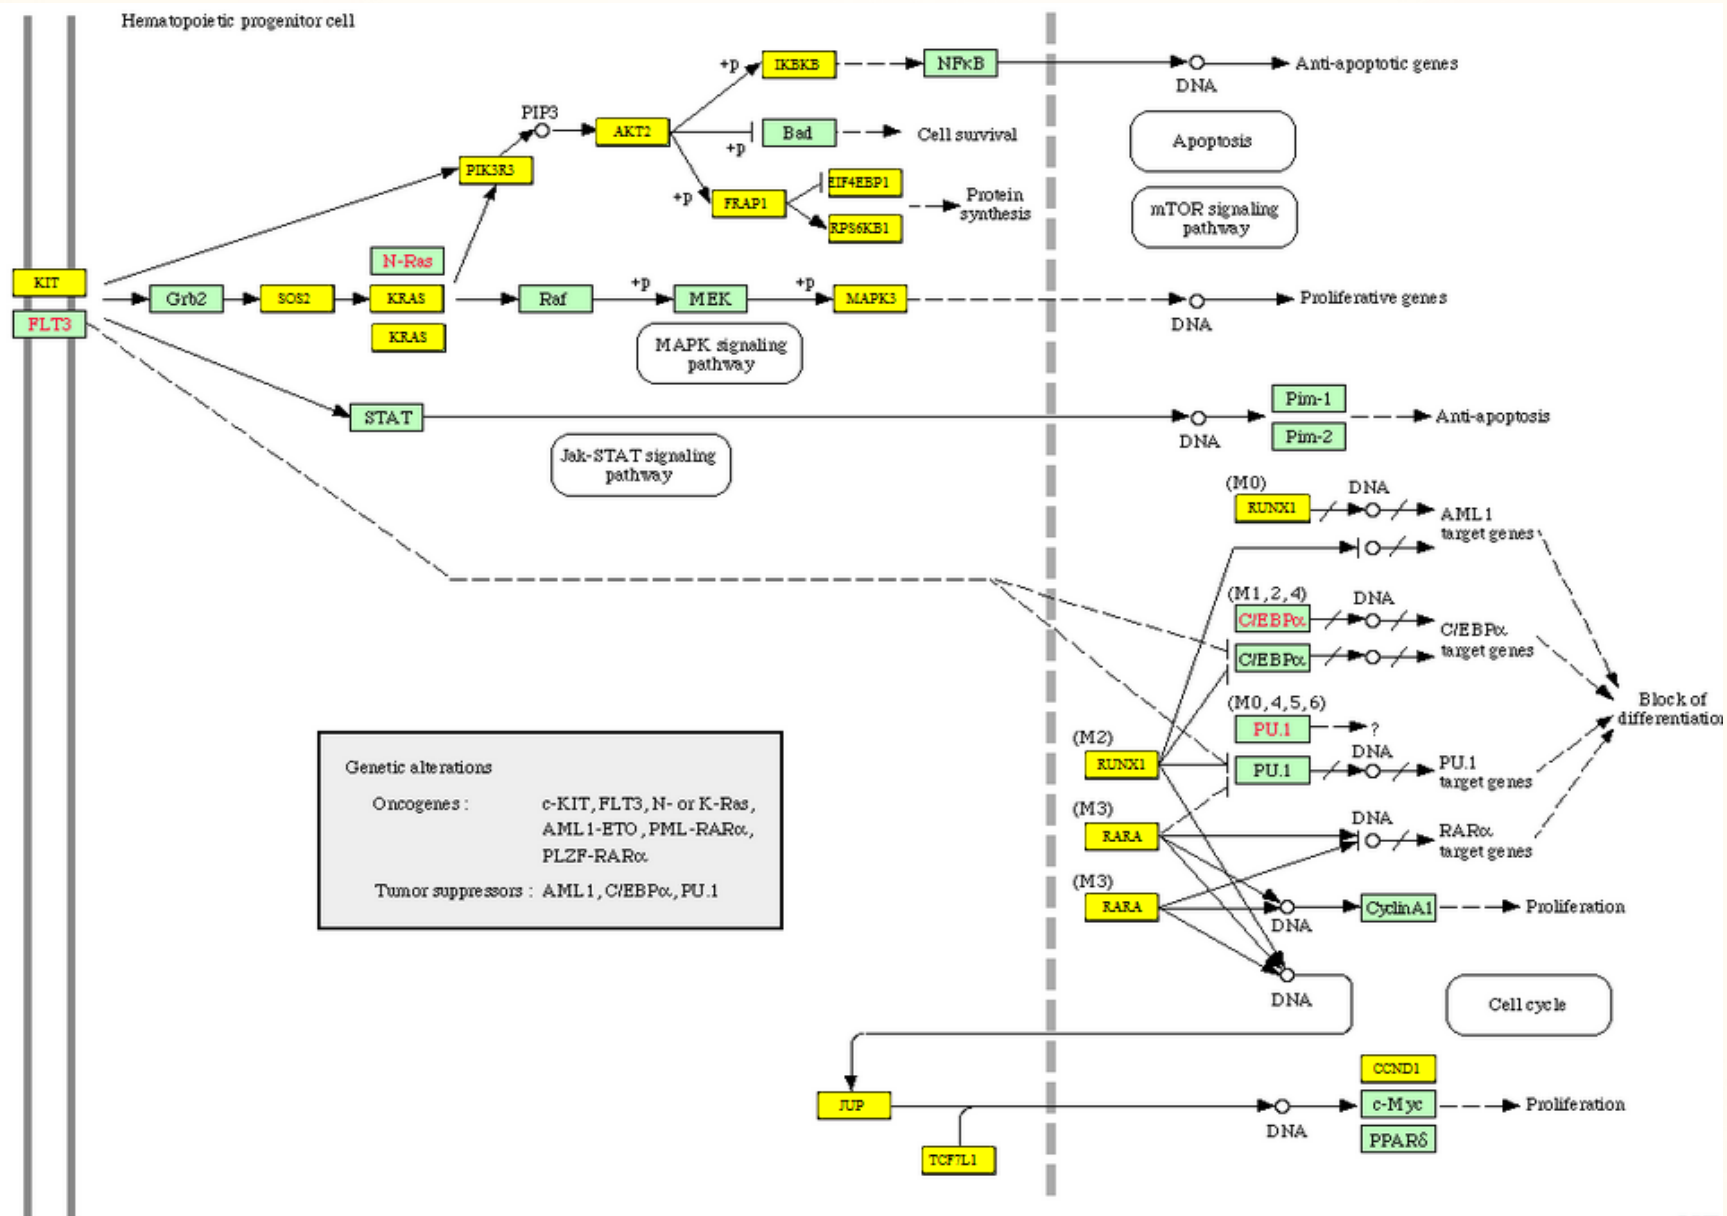 Hematopoietic progenitor cell
+p
IKBKB
NFκB
DNA
Anti-apoptotic genes
PIP3
AKT2
+p
Bad
Cell survival
Apoptosis
PIK3R3
+p
FRAP1
EIF4EBP1
RPS6KB1
Protein
synthesis
mTOR signaling
pathway
KIT
FLT3
Grb2
SOS2
N-Ras
KRAS
KRAS
Raf
+p
MEK
+p
MAPK3
DNA
Proliferative genes
MAPK signaling
pathway
STAT
DNA
Pim-1
Pim-2
Anti-apoptosis
Jak-STAT signaling
pathway
(M0)
RUNX1
DNA
AML1
target genes
(M1,2,4)
C/EBPα
DNA
C/EBPα
C/EBPα
target genes
(M0,4,5,6)
PU.1
?
PU.1
DNA
PU.1
target genes
Block of
differentiation
(M2)
RUNX1
(M3)
RARA
DNA
RARα
target genes
(M3)
RARA
DNA
CyclinA1
Proliferation
DNA
Cell cycle
Genetic alterations
Oncogenes : c-KIT, FLT3, N- or K-Ras,
AML1-ETO, PML-RARα,
PLZF-RARα
Tumor suppressors : AML1, C/EBPα, PU.1
JUP
TCF7L1
DNA
CCND1
c-Myc
PPARδ
Proliferation